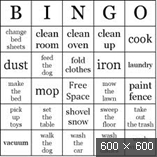 B I N G O
change bed sheets
clean room
clean oven
clean up
cook
dust
feed the dog
fold clothes
iron
laundry
make the bed
mop
Free Space
mow the lawn
paint fence
pick up toys
set the table
shovel snow
sweep the floor
take out the trash
vacuum
walk the dog
wash the car
wash
600 × 600